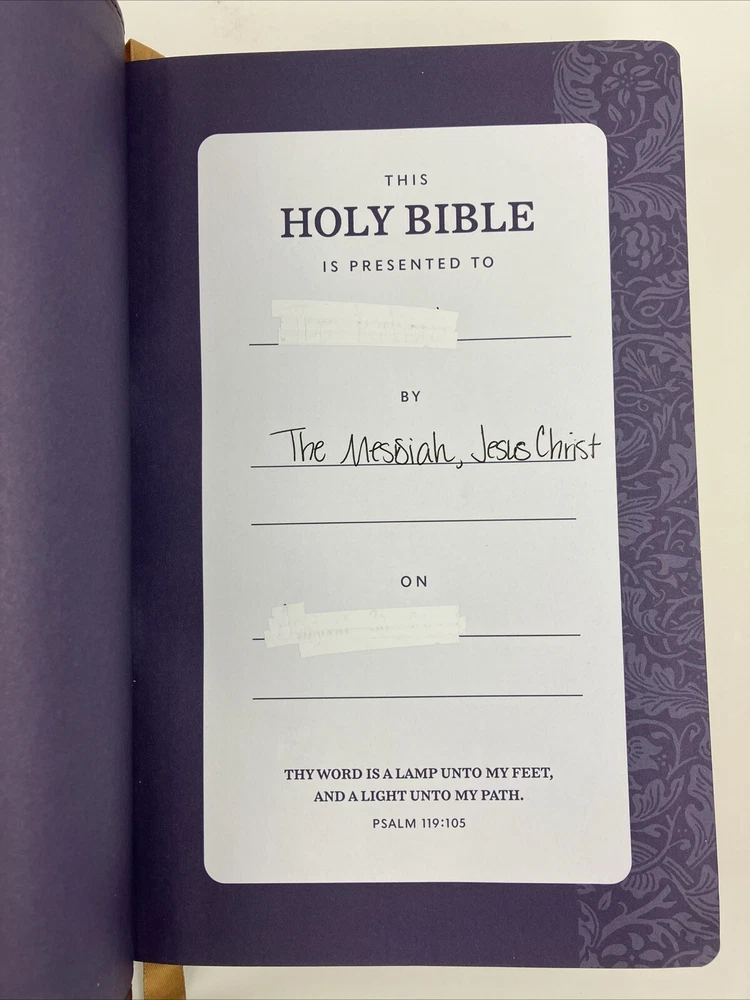 THIS
HOLY BIBLE
IS PRESENTED TO
BY
The Messiah, Jesus Christ
ON
THY WORD IS A LAMP UNTO MY FEET,
AND A LIGHT UNTO MY PATH.
PSALM 119:105